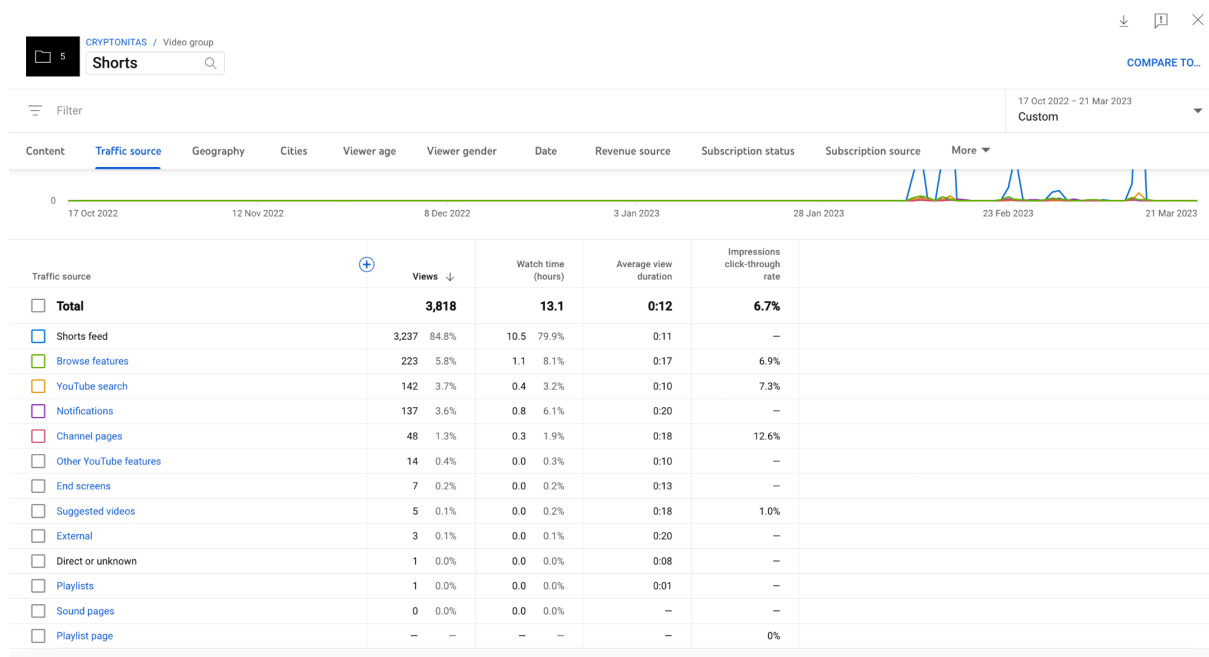 CRYPTONITAS / Video group
5
Shorts
COMPARE TO...
Filter
17 Oct 2022 – 21 Mar 2023
Custom
Content Traffic source Geography Cities Viewer age Viewer gender Date Revenue source Subscription status Subscription source More
0
17 Oct 2022 12 Nov 2022 8 Dec 2022 3 Jan 2023 28 Jan 2023 23 Feb 2023 21 Mar 2023
Traffic source Views Watch time (hours) Average view duration Impressions click-through rate
Total 3,818 13.1 0:12 6.7%
Shorts feed 3,237 84.8% 10.5 79.9% 0:11 —
Browse features 223 5.8% 1.1 8.1% 0:17 6.9%
YouTube search 142 3.7% 0.4 3.2% 0:10 7.3%
Notifications 137 3.6% 0.8 6.1% 0:20 —
Channel pages 48 1.3% 0.3 1.9% 0:18 12.6%
Other YouTube features 14 0.4% 0.0 0.3% 0:10 —
End screens 7 0.2% 0.0 0.2% 0:13 —
Suggested videos 5 0.1% 0.0 0.2% 0:18 1.0%
External 3 0.1% 0.0 0.1% 0:20 —
Direct or unknown 1 0.0% 0.0 0.0% 0:08 —
Playlists 1 0.0% 0.0 0.0% 0:01 —
Sound pages 0 0.0% 0.0 0.0% — —
Playlist page — — — — — 0%